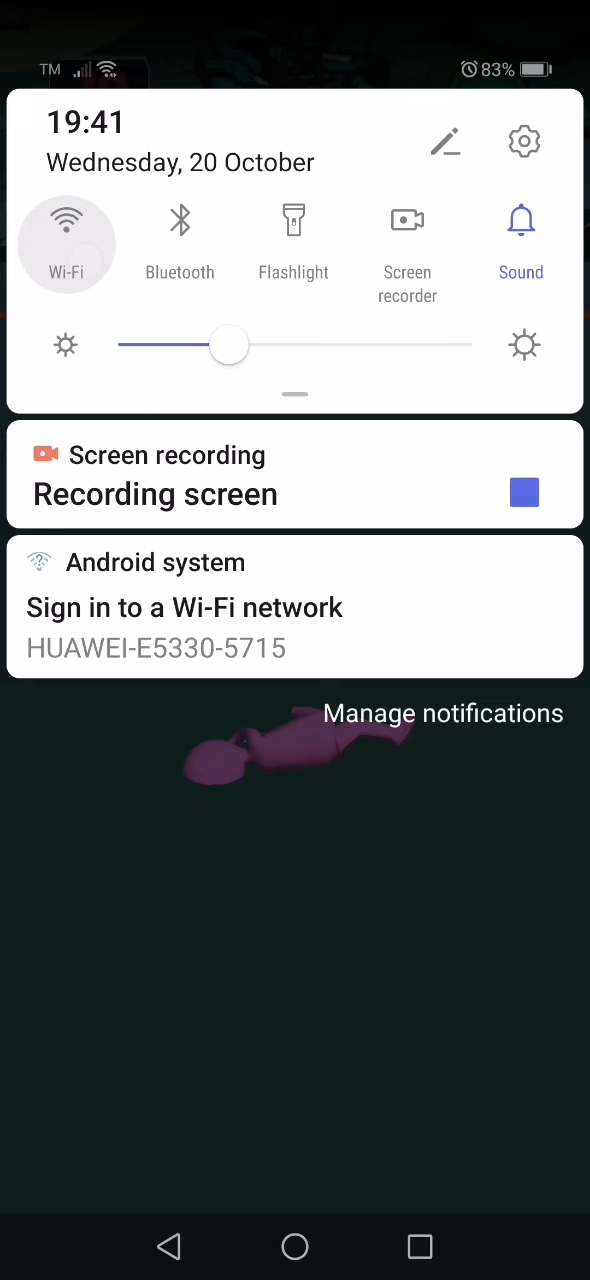 TM 83%
19:41
Wednesday, 20 October
Wi-Fi Bluetooth Flashlight Screen recorder Sound
Screen recording
Recording screen
Android system
Sign in to a Wi-Fi network
HUAWEI-E5330-5715
Manage notifications